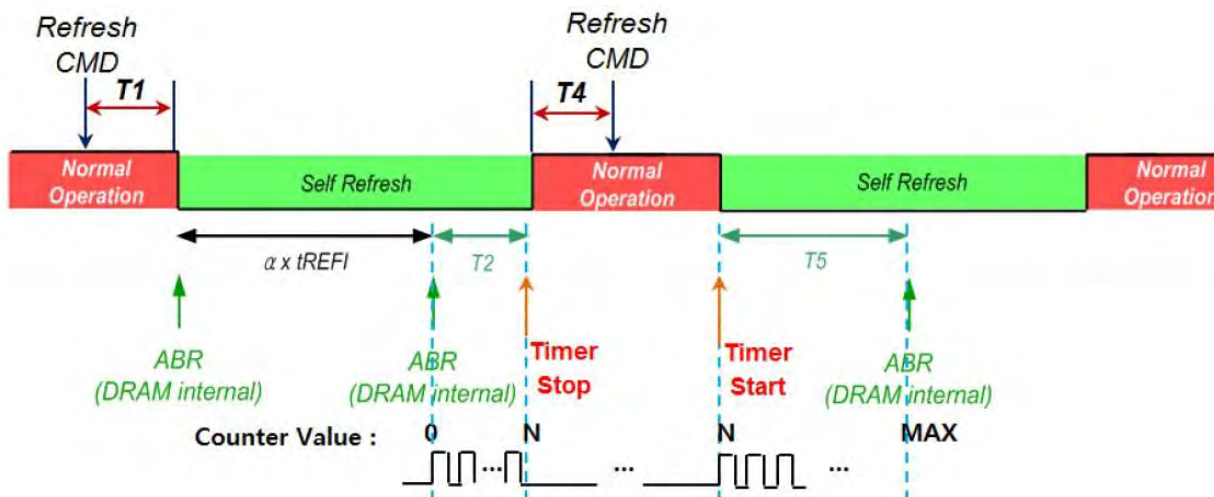 Refresh
CMD
T1
Refresh
CMD
T4
Normal
Operation
Self Refresh
Normal
Operation
Self Refresh
Normal
Operation
α x tREFI
T2
T5
ABR
(DRAM internal)
ABR
(DRAM internal)
Timer
Stop
Timer
Start
ABR
(DRAM internal)
Counter Value : 0 N N MAX
... ... ...